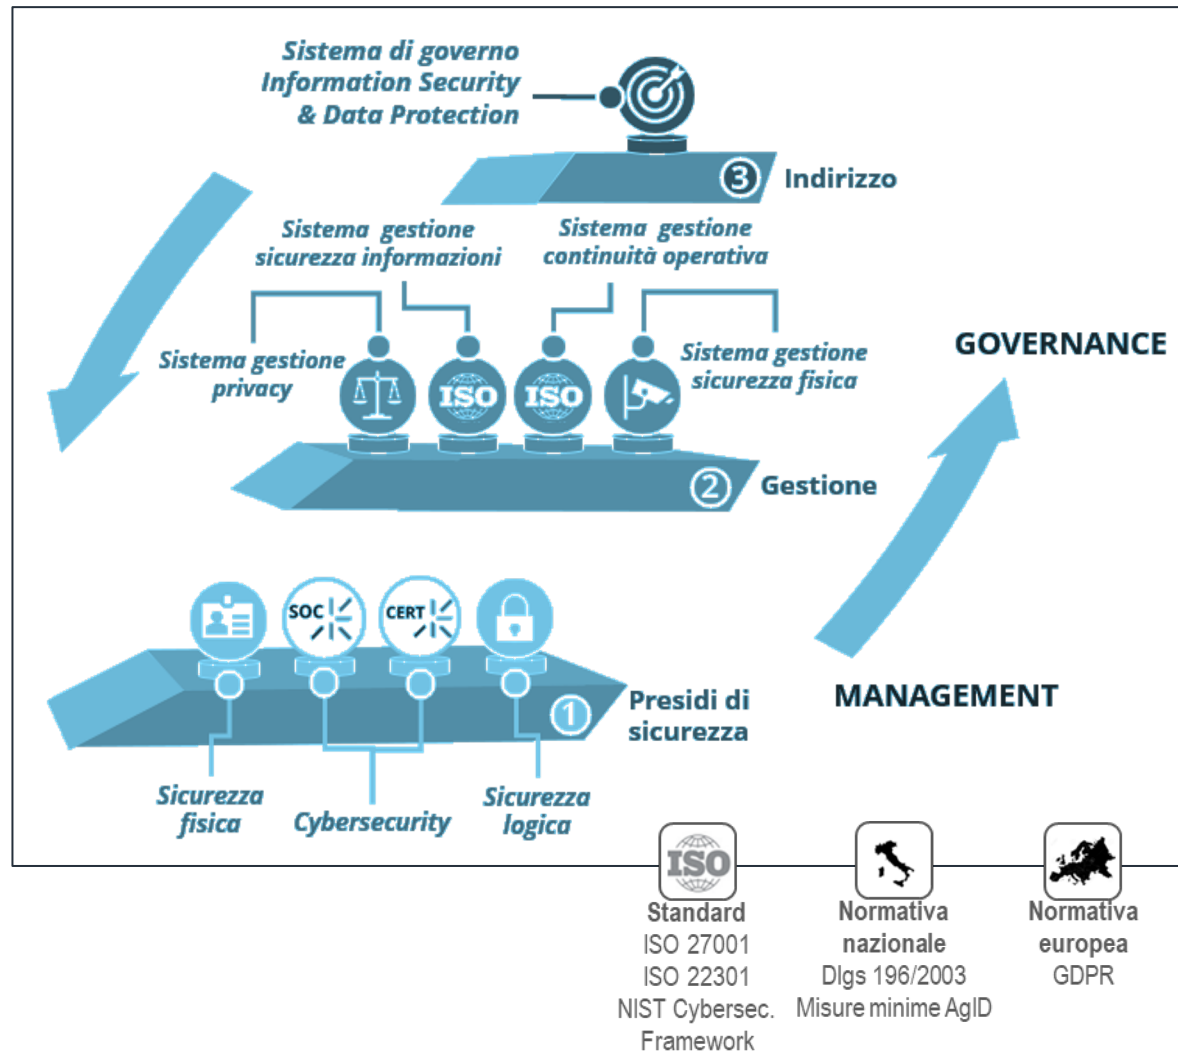 Sistema di governo
Information Security
& Data Protection
3
Indirizzo
Sistema gestione
sicurezza informazioni
Sistema gestione
continuità operativa
Sistema gestione
privacy
Sistema gestione
sicurezza fisica
ISO
ISO
2
Gestione
GOVERNANCE
MANAGEMENT
SOC
CERT
1
Presidi di
sicurezza
Sicurezza
fisica
Cybersecurity
Sicurezza
logica
ISO
Standard
ISO 27001
ISO 22301
NIST Cybersec.
Framework
Normativa
nazionale
Dlgs 196/2003
Misure minime AgID
Normativa
europea
GDPR